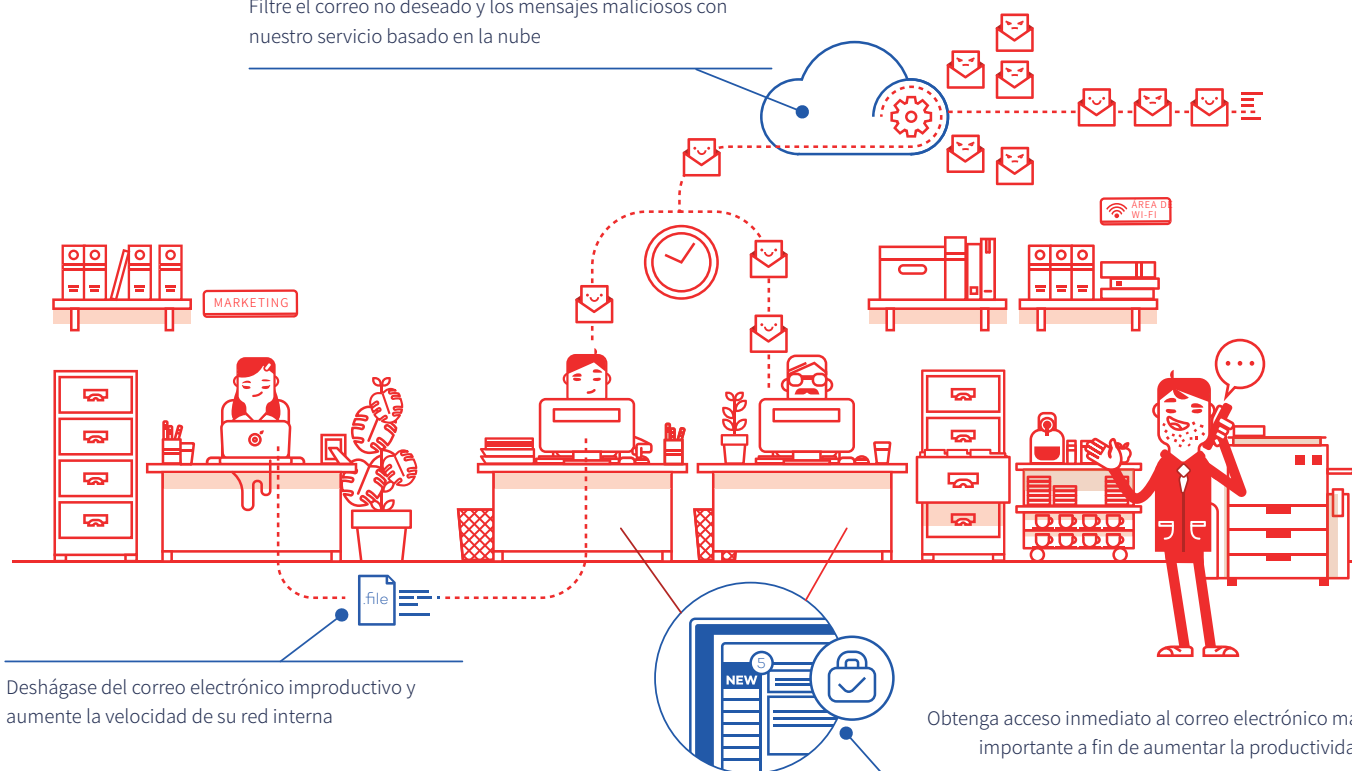 Filtre el correo no deseado y los mensajes maliciosos con
nuestro servicio basado en la nube
ÁREA DE
WI-FI
MARKETING
.file
Deshágase del correo electrónico improductivo y
aumente la velocidad de su red interna
5
NEW
Obtenga acceso inmediato al correo electrónico
importante a fin de aumentar la